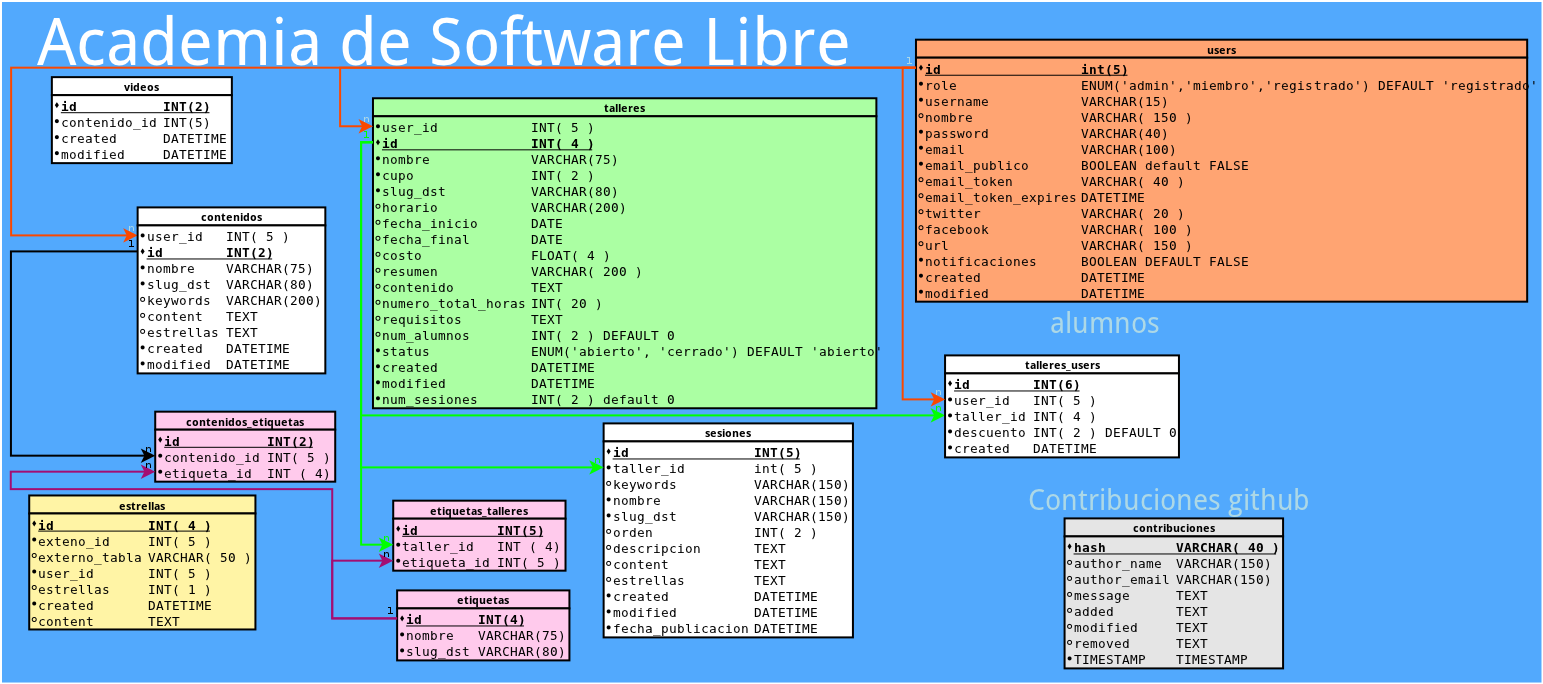 Academia de Software Libre
users
id int(5)
role ENUM('admin','miembro','registrado') DEFAULT 'registrado'
username VARCHAR(15)
nombre VARCHAR( 150 )
password VARCHAR(40)
email VARCHAR(100)
email_publico BOOLEAN default FALSE
email_token VARCHAR( 40 )
email_token_expires DATETIME
twitter VARCHAR( 20 )
facebook VARCHAR( 100 )
url VARCHAR( 150 )
notificaciones BOOLEAN DEFAULT FALSE
created DATETIME
modified DATETIME
videos
id INT(2)
contenido_id INT(5)
created DATETIME
modified DATETIME
talleres
user_id INT( 5 )
id INT( 4 )
nombre VARCHAR(75)
cupo INT( 2 )
slug_dst VARCHAR(80)
horario VARCHAR(200)
fecha_inicio DATE
fecha_final DATE
costo FLOAT( 4 )
resumen VARCHAR( 200 )
contenido TEXT
numero_total_horas INT( 20 )
requisitos TEXT
num_alumnos INT( 2 ) DEFAULT 0
status ENUM('abierto', 'cerrado') DEFAULT 'abierto'
created DATETIME
modified DATETIME
num_sesiones INT( 2 ) default 0
contenidos
user_id INT( 5 )
id INT(2)
nombre VARCHAR(75)
slug_dst VARCHAR(80)
keywords VARCHAR(200)
content TEXT
estrellas TEXT
created DATETIME
modified DATETIME
alumnos
talleres_users
id INT(6)
user_id INT( 5 )
taller_id INT( 4 )
descuento INT( 2 ) DEFAULT 0
created DATETIME
contenidos_etiquetas
id INT(2)
contenido_id INT( 5 )
etiqueta_id INT ( 4)
sesiones
id INT(5)
taller_id int( 5 )
keywords VARCHAR(150)
nombre VARCHAR(150)
slug_dst VARCHAR(150)
orden INT( 2 )
descripcion TEXT
content TEXT
estrellas TEXT
created DATETIME
modified DATETIME
fecha_publicacion DATETIME
estrellas
id INT( 4 )
exteno_id INT( 5 )
externo_tabla VARCHAR( 50 )
user_id INT( 5 )
estrellas INT( 1 )
created DATETIME
content TEXT
etiquetas_talleres
id INT(5)
taller_id INT ( 4)
etiqueta_id INT( 5 )
etiquetas
id INT(4)
nombre VARCHAR(75)
slug_dst VARCHAR(80)
Contribuciones github
contribuciones
hash VARCHAR( 40 )
author_name VARCHAR(150)
author_email VARCHAR(150)
message TEXT
added TEXT
modified TEXT
removed TEXT
TIMESTAMP TIMESTAMP